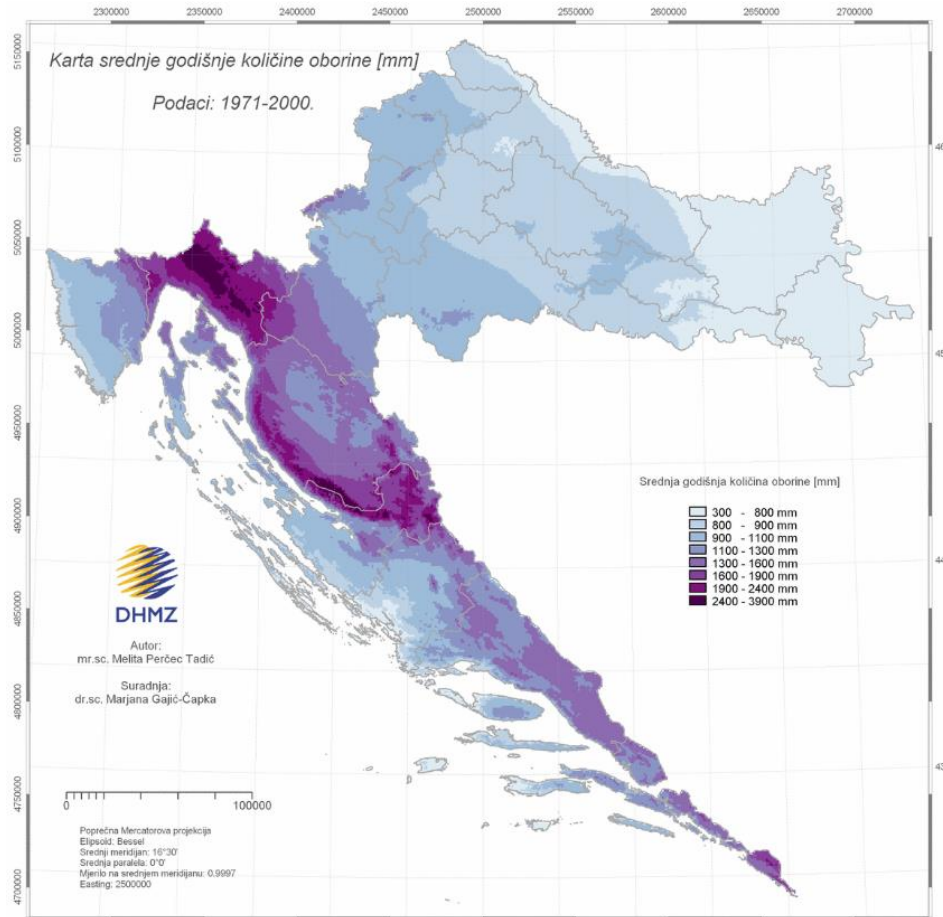 2300000 2350000 2400000 2450000 2500000 2550000 2600000 2650000 2700000
Karta srednje godišnje količine oborine [mm]
Podaci: 1971-2000.
5150000
5100000
5050000
5000000
4950000
4900000
4850000
4800000
4750000
4700000
Srednja godišnja količina oborine [mm]
300 - 800 mm
800 - 900 mm
900 - 1100 mm
1100 - 1300 mm
1300 - 1600 mm
1600 - 1900 mm
1900 - 2400 mm
2400 - 3900 mm
DHMZ
Autor:
mr.sc. Melita Perčec Tadić
Suradnja:
dr.sc. Marjana Gajić-Čapka
0 100000
Poprečna Mercatorova projekcija
Elipsoid: Bessel
Srednji meridijan: 16°30'
Srednja paralela: 0°0'
Mjerilo na srednjem meridijanu: 0.9997
Easting: 2500000